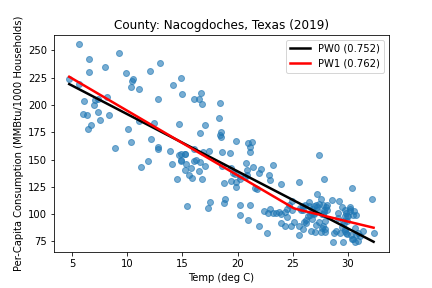 County: Nacogdoches, Texas (2019)
Per-Capita Consumption (MMBtu/1000 Households)
250
225
200
175
150
125
100
75
PW0 (0.752)
PW1 (0.762)
5
10
15
20
25
30
Temp (deg C)